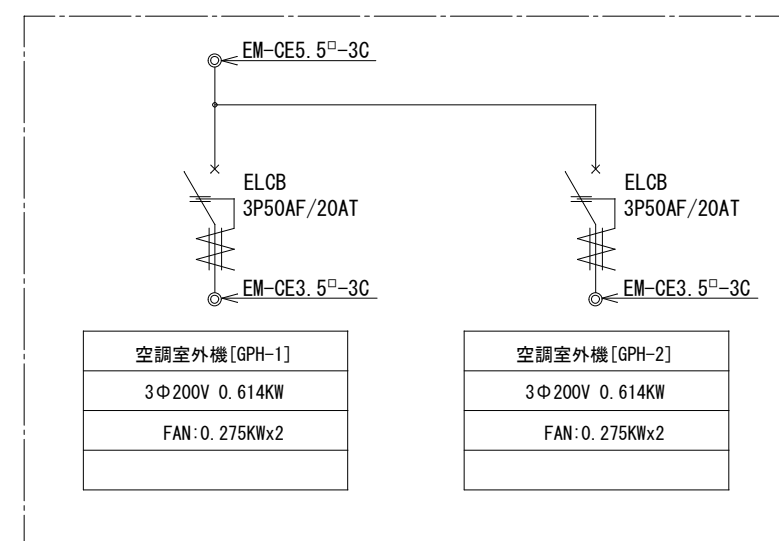 EM-CE5.5□-3C
ELCB
3P50AF/20AT
ELCB
3P50AF/20AT
EM-CE3.5□-3C
EM-CE3.5□-3C
空調室外機[GPH-1]
3Φ200V 0.614KW
FAN:0.275KWx2
空調室外機[GPH-2]
3Φ200V 0.614KW
FAN:0.275KWx2